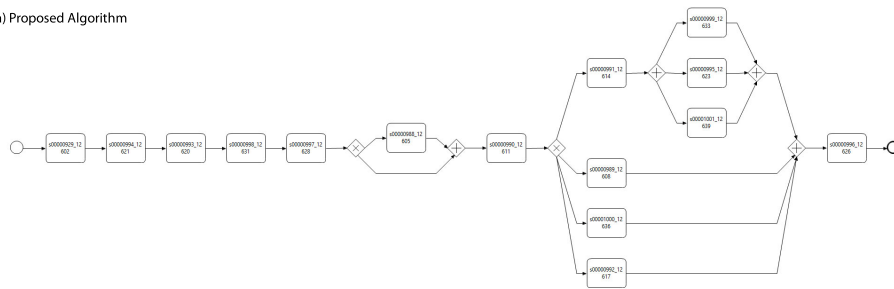 ) Proposed Algorithm
s00000999_12
633
s00000991_12
614
s00000995_12
623
s00001001_12
639
s00000929_12
602
s00000994_12
621
s00000993_12
620
s00000998_12
631
s00000997_12
628
s00000988_12
605
s00000990_12
611
s00000996_12
626
s00000989_12
608
s00001000_12
636
s00000992_12
617